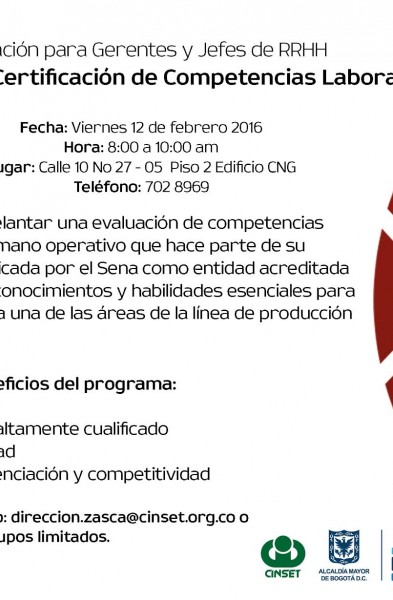 ación para Gerentes y Jefes de RRHH
Certificación de Competencias Labora
Fecha: Viernes 12 de febrero 2016
Hora: 8:00 a 10:00 am
ugar: Calle 10 No 27 - 05 Piso 2 Edificio CNG
Teléfono: 702 8969
elantar una evaluación de competencias
mano operativo que hace parte de su
icada por el Sena como entidad acreditada
conocimientos y habilidades esenciales para
a una de las áreas de la línea de producción
eficios del programa:
altamente cualificado
ad
enciación y competitividad
o: direccion.zasca@cinset.org.co o
upos limitados.
CINSET
ALCALDÍA MAYOR
DE BOGOTÁ D.C.